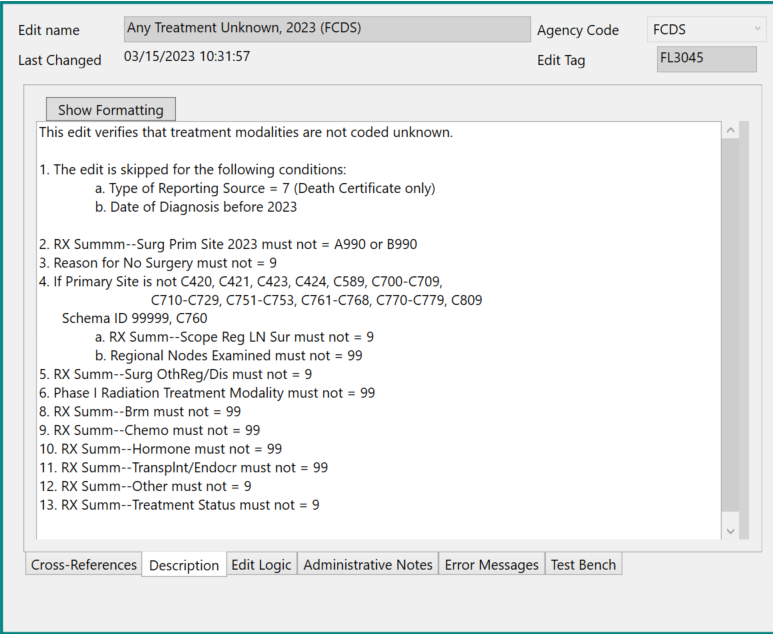 Edit name Any Treatment Unknown, 2023 (FCDS) Agency Code FCDS
Last Changed 03/15/2023 10:31:57 Edit Tag FL3045
Show Formatting
This edit verifies that treatment modalities are not coded unknown.
1. The edit is skipped for the following conditions:
a. Type of Reporting Source = 7 (Death Certificate only)
b. Date of Diagnosis before 2023
2. RX Summm--Surg Prim Site 2023 must not = A990 or B990
3. Reason for No Surgery must not = 9
4. If Primary Site is not C420, C421, C423, C424, C589, C700-C709,
C710-C729, C751-C753, C761-C768, C770-C779, C809
Schema ID 99999, C760
a. RX Summ--Scope Reg LN Sur must not = 9
b. Regional Nodes Examined must not = 99
5. RX Summ--Surg OthReg/Dis must not = 9
6. Phase I Radiation Treatment Modality must not = 99
8. RX Summ--Brm must not = 99
9. RX Summ--Chemo must not = 99
10. RX Summ--Hormone must not = 99
11. RX Summ--Transplnt/Endocr must not = 99
12. RX Summ--Other must not = 9
13. RX Summ--Treatment Status must not = 9
Cross-References Description Edit Logic Administrative Notes Error Messages Test Bench